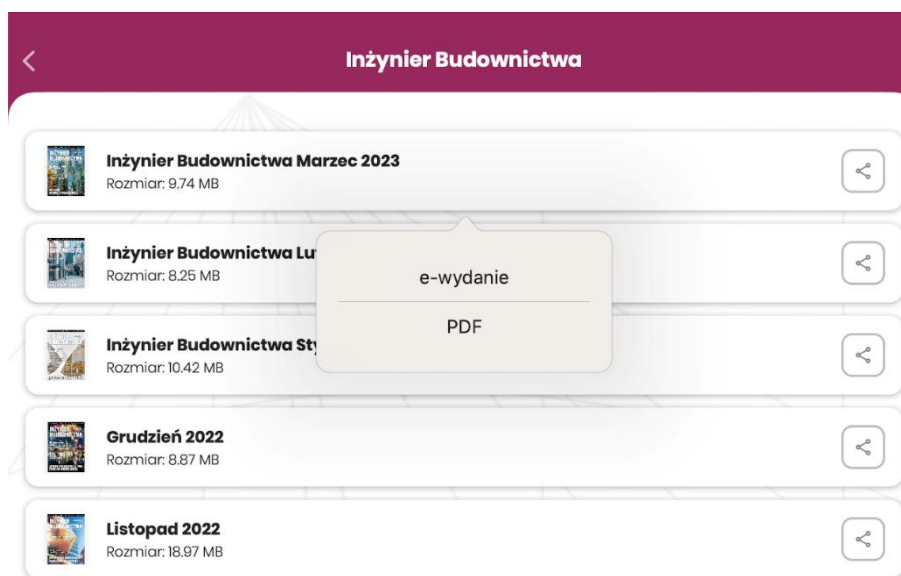 Inżynier Budownictwa
Inżynier Budownictwa Marzec 2023
Rozmiar: 9.74 MB
Inżynier Budownictwa Lu
Rozmiar: 8.25 MB
e-wydanie
PDF
Inżynier Budownictwa Sty
Rozmiar: 10.42 MB
Grudzień 2022
Rozmiar: 8.87 MB
Listopad 2022
Rozmiar: 18.97 MB